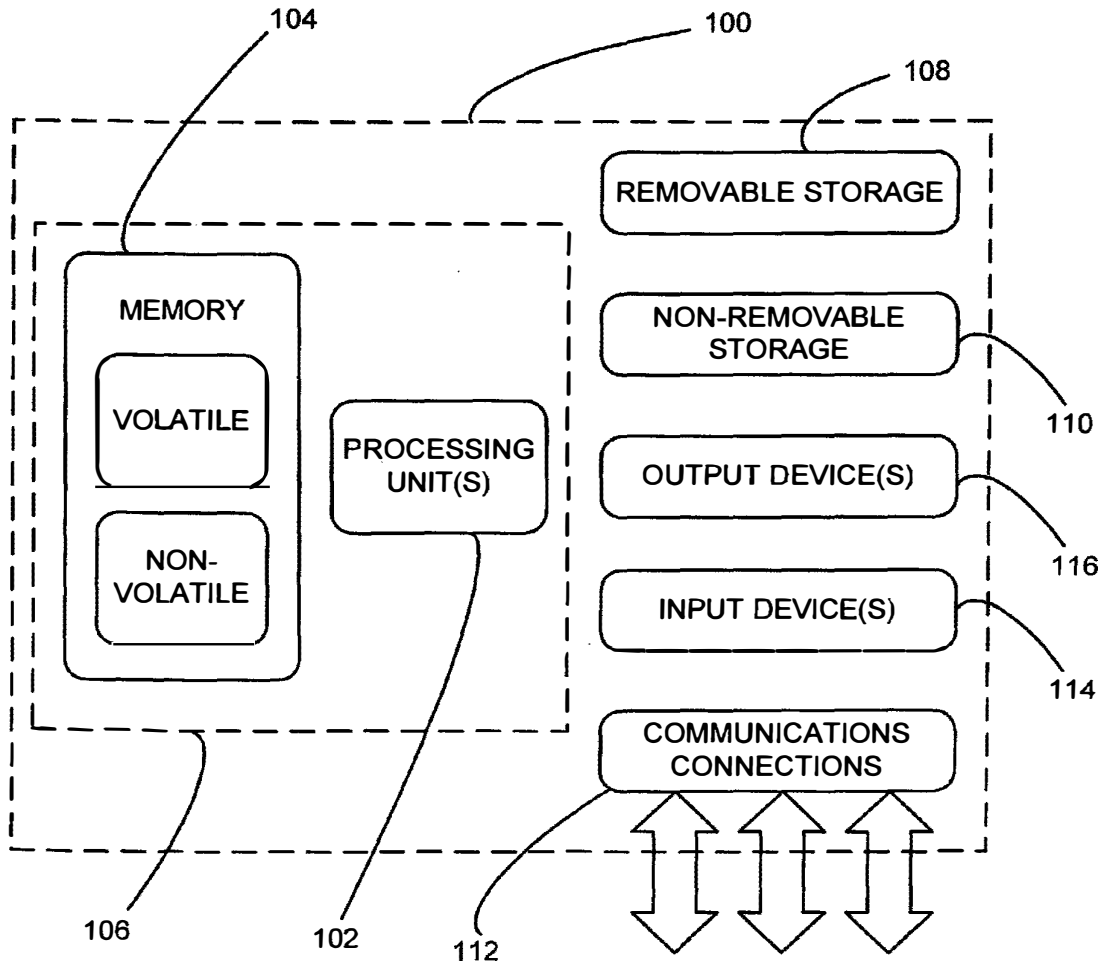 104
100
108
REMOVABLE STORAGE
MEMORY
NON-REMOVABLE
STORAGE
VOLATILE
110
PROCESSING
UNIT(S)
OUTPUT DEVICE(S)
NON-
VOLATILE
116
INPUT DEVICE(S)
114
COMMUNICATIONS
CONNECTIONS
106
102
112